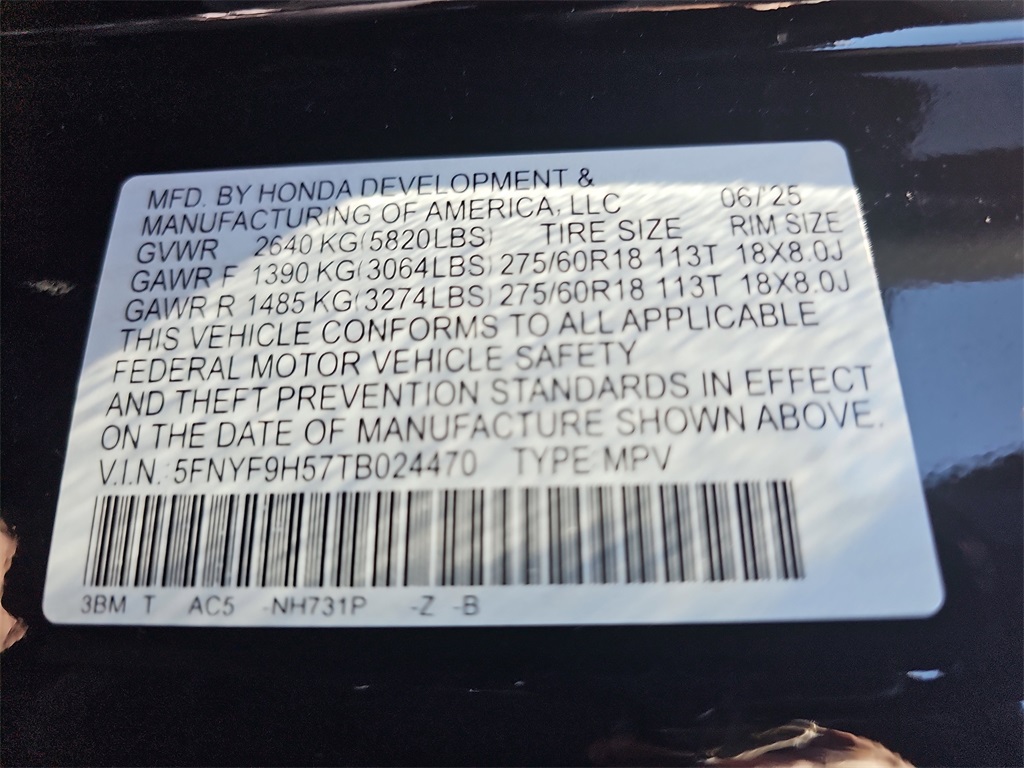 MFD. BY HONDA DEVELOPMENT &
MANUFACTURING OF AMERICA, LLC 06/'25
GVWR 2640 KG(5820LBS) TIRE SIZE RIM SIZE
GAWR F 1390 KG(3064LBS) 275/60R18 113T 18X8.0J
GAWR R 1485 KG(3274LBS) 275/60R18 113T 18X8.0J
THIS VEHICLE CONFORMS TO ALL APPLICABLE
FEDERAL MOTOR VEHICLE SAFETY
AND THEFT PREVENTION STANDARDS IN EFFECT
ON THE DATE OF MANUFACTURE SHOWN ABOVE.
V.I.N.: 5FNYF9H57TB024470 TYPE: MPV
3BM T AC5 -NH731P -Z -B